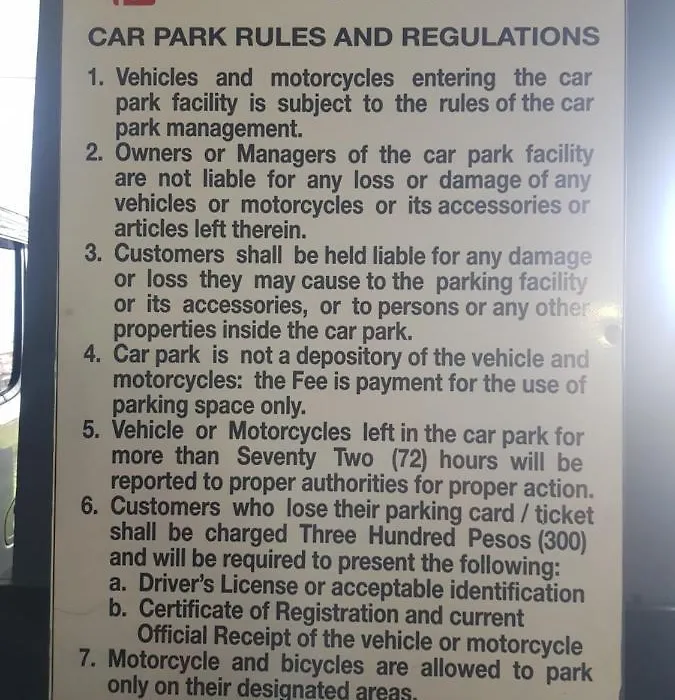 CAR PARK RULES AND REGULATIONS
1. Vehicles and motorcycles entering the car
park facility is subject to the rules of the car
park management.
2. Owners or Managers of the car park facility
are not liable for any loss or damage of any
vehicles or motorcycles or its accessories or
articles left therein.
3. Customers shall be held liable for any damage
or loss they may cause to the parking facility
or its accessories, or to persons or any other
properties inside the car park.
4. Car park is not a depository of the vehicle and
motorcycles: the Fee is payment for the use of
parking space only.
5. Vehicle or Motorcycles left in the car park for
more than Seventy Two (72) hours will be
reported to proper authorities for proper action.
6. Customers who lose their parking card / ticket
shall be charged Three Hundred Pesos (300)
and will be required to present the following:
a. Driver's License or acceptable identification
b. Certificate of Registration and current
Official Receipt of the vehicle or motorcycle
7. Motorcycle and bicycles are allowed to park
only on their designated areas.